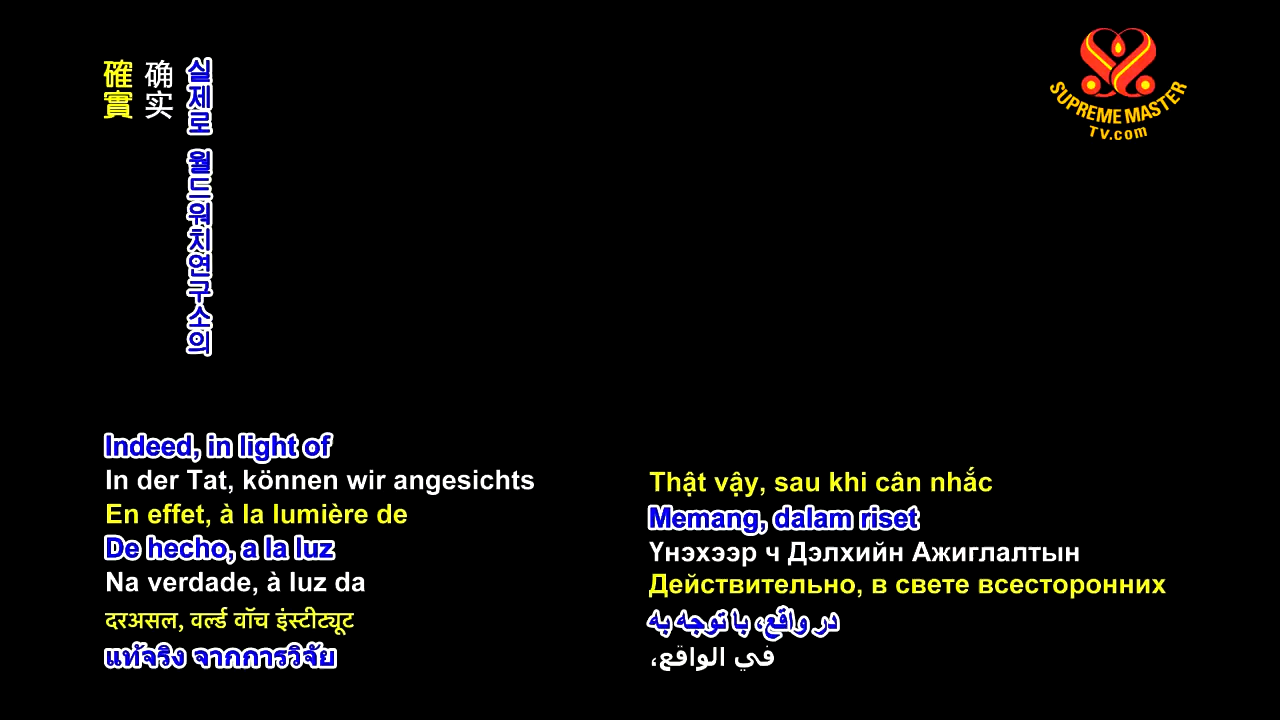 確實
确实
실제로 월드워치연구소의
SUPREME MASTER
TV.com
Indeed, in light of
In der Tat, können wir angesichts
En effet, à la lumière de
De hecho, a la luz
Na verdade, à luz da
दरअसल, वर्ल्ड वॉच इंस्टीट्यूट
แท้จริง จากการวิจัย
Thật vậy, sau khi cân nhắc
Memang, dalam riset
Үнэхээр ч Дэлхийн Ажиглалтын
Действительно, в свете всесторонних
در واقع، با توجه به
في الواقع،